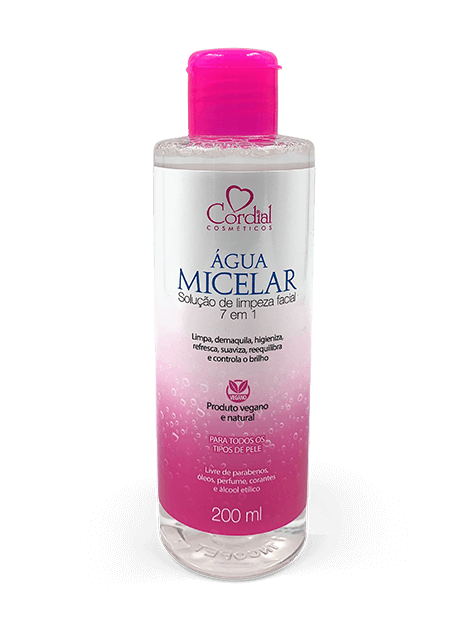 Cordial
COSMÉTICOS
ÁGUA
MICELAR
Solução de limpeza facial
7 em 1
Limpa, demaquila, higieniza,
refresca, suaviza, reequilibra
e controla o brilho
VEGANO
Produto vegano
e natural
PARA TODOS OS
TIPOS DE PELE
Livre de parabenos,
óleos, perfume, corantes
e álcool etílico
200 ml